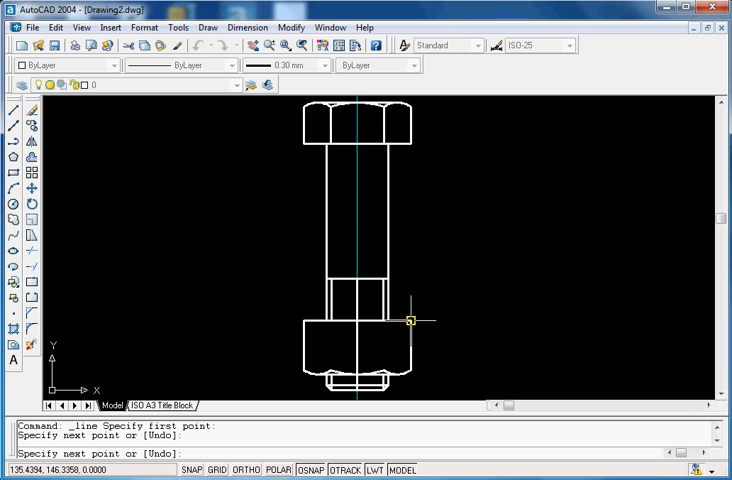 AutoCAD 2004 - [Drawing2.dwg]
File Edit View Insert Format Tools Draw Dimension Modify Window Help
Standard ISO-25
ByLayer ByLayer 0.30 mm ByLayer
0
A
Y
X
Model ISO A3 Title Block
Command: _line Specify first point:
Specify next point or [Undo]:
Specify next point or [Undo]:
135.4394, 146.3358, 0.0000 SNAP GRID ORTHO POLAR OSNAP OTRACK LWT MODEL